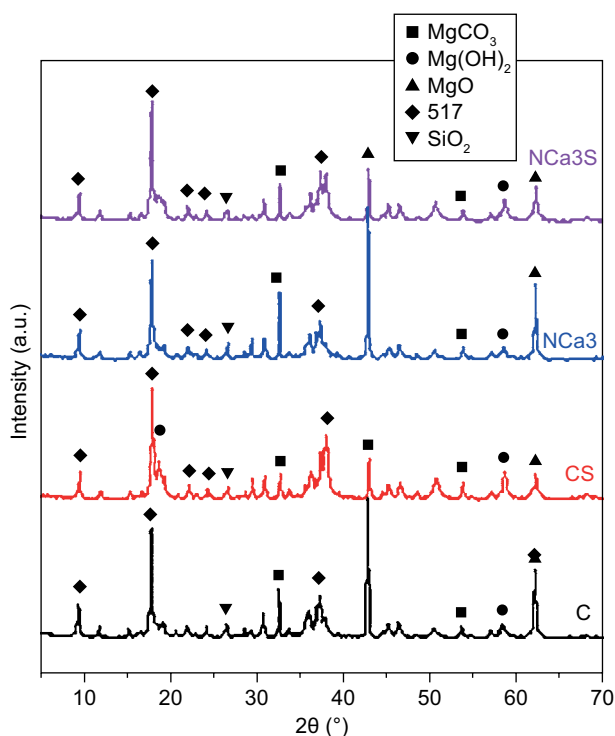 ■ MgCO₃
● Mg(OH)₂
▲ MgO
◆ 517
▼ SiO₂
NCa3S
NCa3
CS
C
Intensity (a.u.)
10 20 30 40 50 60 70
2θ (°)